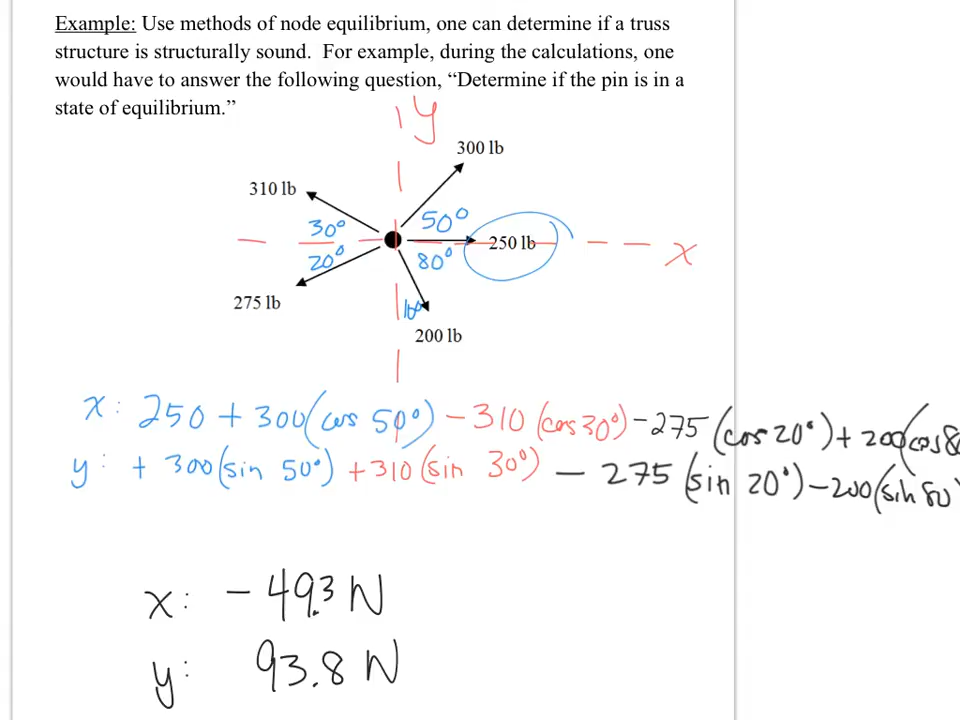 Example: Use methods of node equilibrium, one can determine if a truss
structure is structurally sound. For example, during the calculations, one
would have to answer the following question, “Determine if the pin is in a
state of equilibrium.”
y
300 lb
310 lb
30° 50°
250 lb
x
20° 80°
275 lb
10°
200 lb
x: 250 + 300(cos 50°) - 310 (cos 30°) - 275 (cos 20°) + 200(cos 8
y: + 300(sin 50°) + 310 (sin 30°) - 275 (sin 20°) - 200(sin 80°
x: - 49.3 N
y: 93.8 N